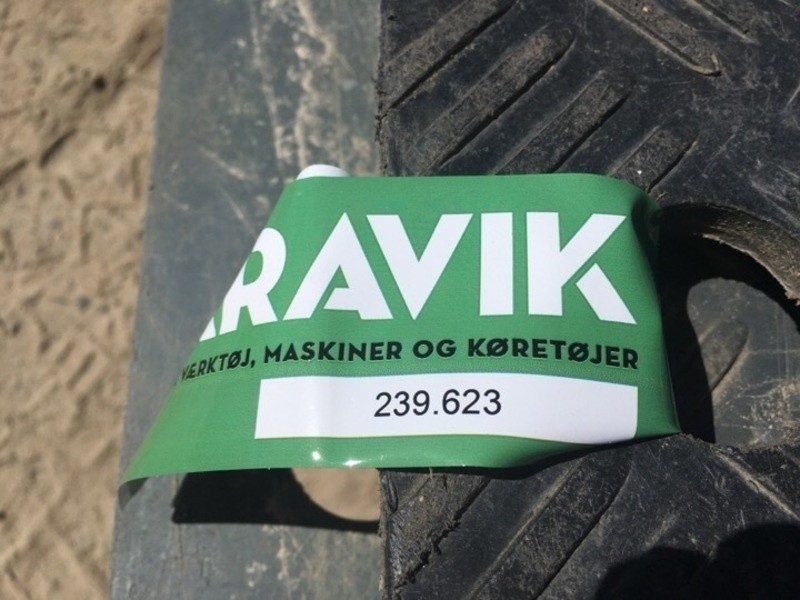 RAVIK
VÆRKTØJ, MASKINER OG KØRETØJER
239.623